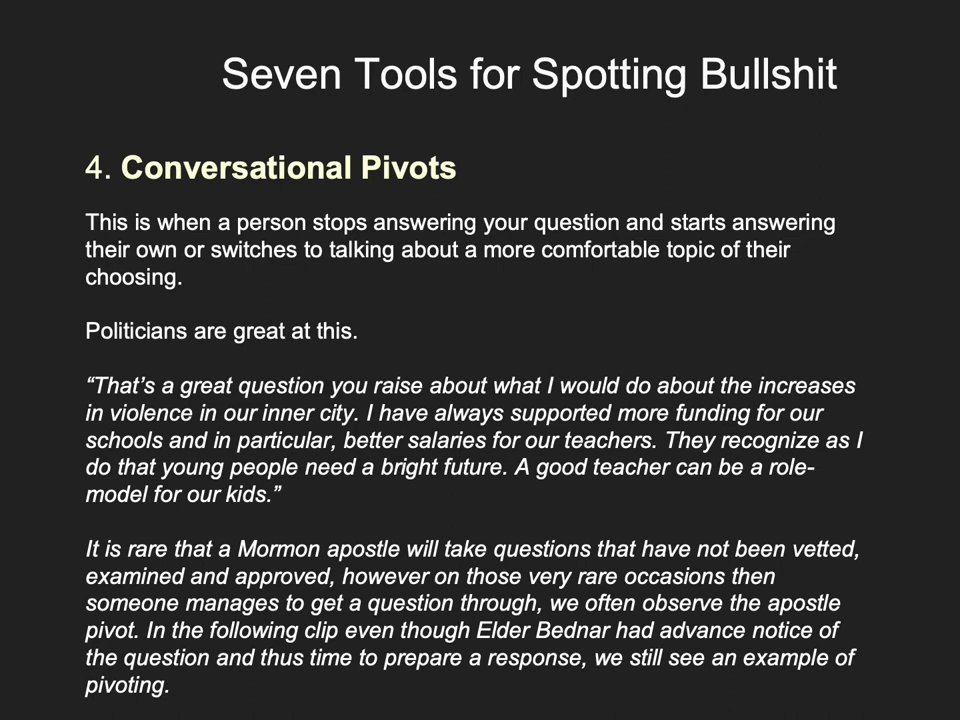 Seven Tools for Spotting Bullshit
4. Conversational Pivots
This is when a person stops answering your question and starts answering
their own or switches to talking about a more comfortable topic of their
choosing.
Politicians are great at this.
“That’s a great question you raise about what I would do about the increases
in violence in our inner city. I have always supported more funding for our
schools and in particular, better salaries for our teachers. They recognize as I
do that young people need a bright future. A good teacher can be a role-
model for our kids.”
It is rare that a Mormon apostle will take questions that have not been vetted,
examined and approved, however on those very rare occasions then
someone manages to get a question through, we often observe the apostle
pivot. In the following clip even though Elder Bednar had advance notice of
the question and thus time to prepare a response, we still see an example of
pivoting.